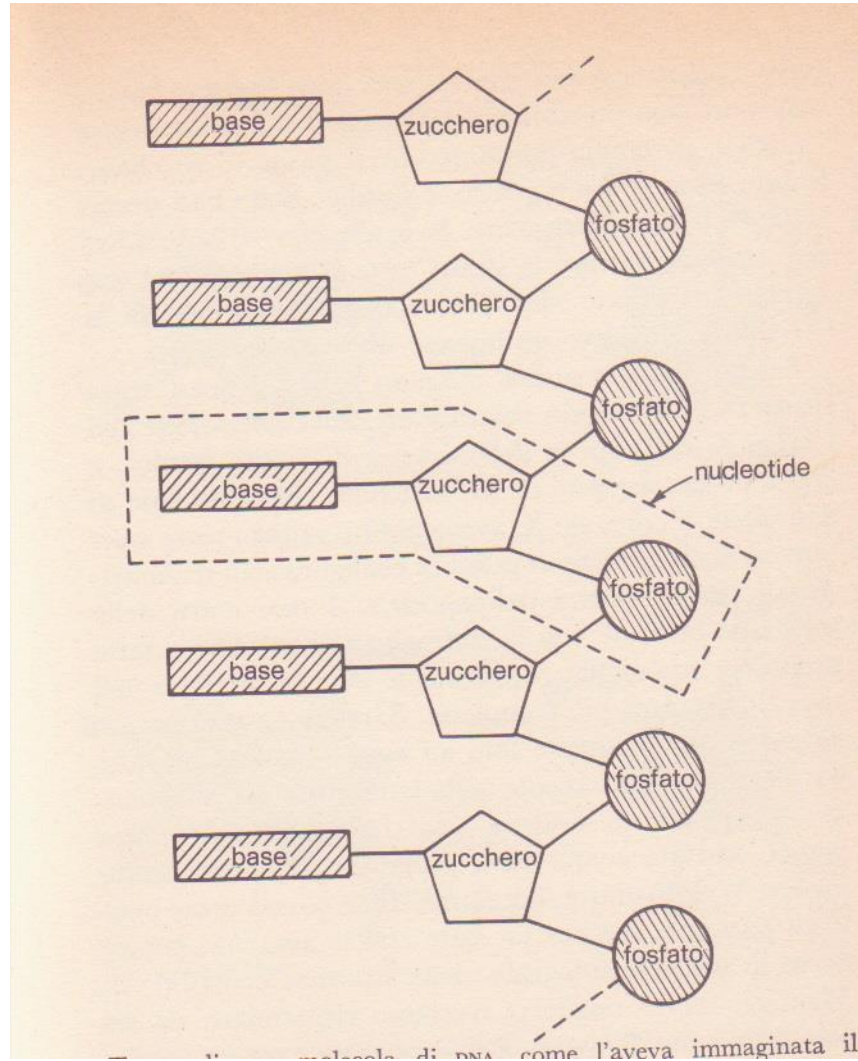 base zucchero
fosfato
base zucchero
fosfato
base zucchero
nucleotide
fosfato
base zucchero
fosfato
base zucchero
fosfato
molecola di DNA come l'aveva immaginata il